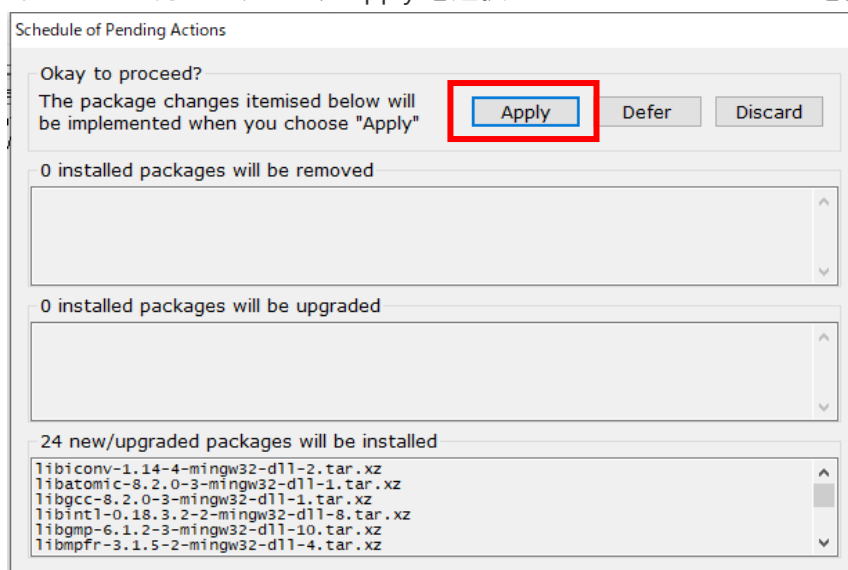 Schedule of Pending Actions
Okay to proceed?
The package changes itemised below will
be implemented when you choose "Apply"
Apply
Defer
Discard
0 installed packages will be removed
0 installed packages will be upgraded
24 new/upgraded packages will be installed
libiconv-1.14-4-mingw32-dll-2.tar.xz
libatomic-8.2.0-3-mingw32-dll-1.tar.xz
libgcc-8.2.0-3-mingw32-dll-1.tar.xz
libintl-0.18.3.2-2-mingw32-dll-8.tar.xz
libgmp-6.1.2-3-mingw32-dll-10.tar.xz
libmpfr-3.1.5-2-mingw32-dll-4.tar.xz